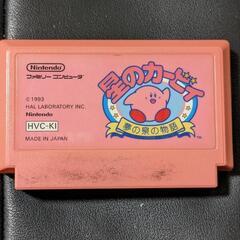 Nintendo
ファミリー コンピュータ
©1993
HAL LABORATORY INC.
Nintendo
HVC-KI
MADE IN JAPAN
星のカービィ
夢の泉の物語
TM